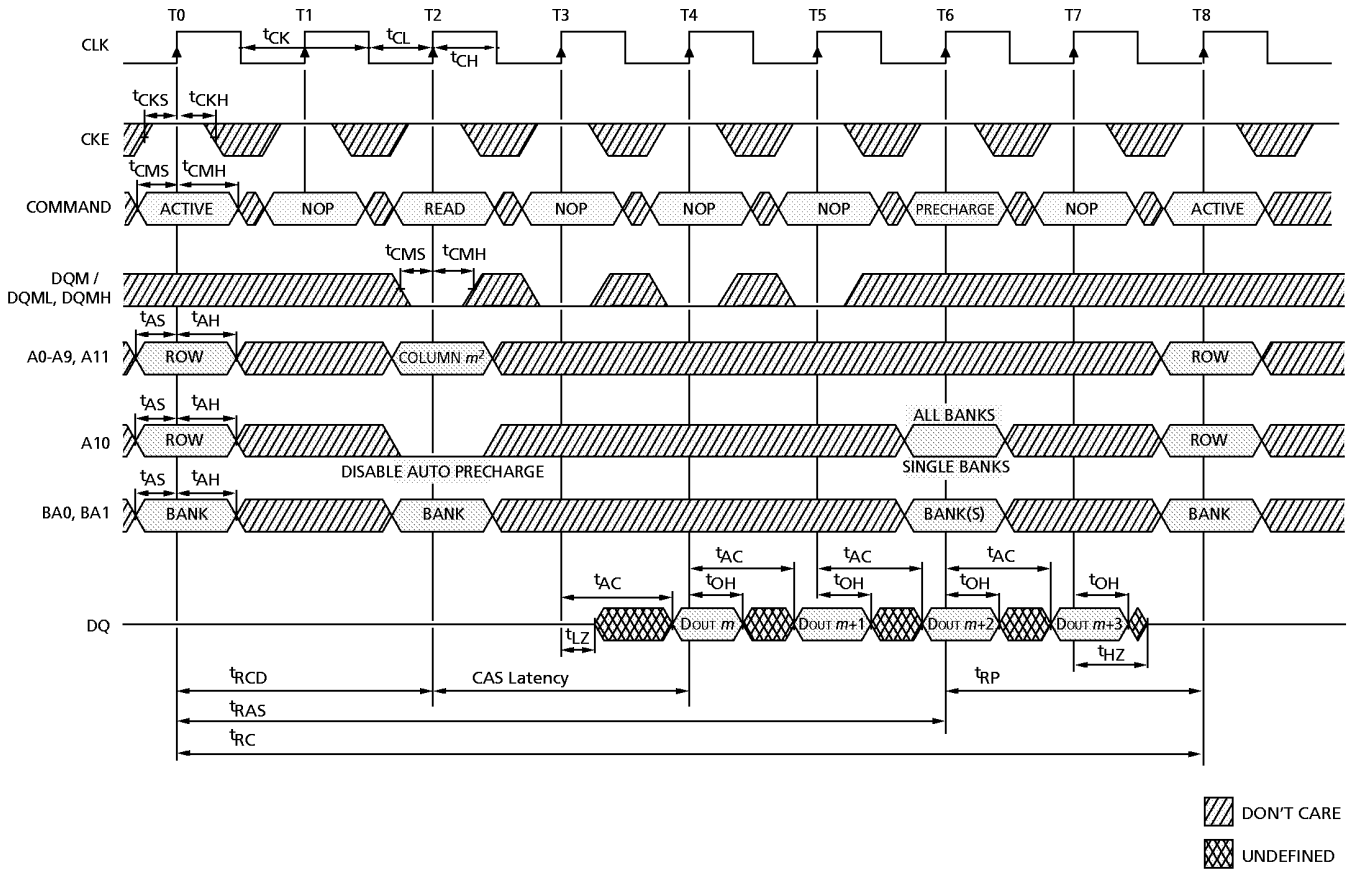 T0 T1 T2 T3 T4 T5 T6 T7 T8
CLK
tCK tCL
tCH
tCKS tCKH
CKE
tCMS tCMH
COMMAND ACTIVE NOP READ NOP NOP NOP PRECHARGE NOP ACTIVE
tCMS tCMH
DQM /
DQML, DQMH
tAS tAH
A0-A9, A11 ROW COLUMN m2 ROW
tAS tAH
ALL BANKS
A10 ROW ROW
DISABLE AUTO PRECHARGE SINGLE BANKS
tAS tAH
BA0, BA1 BANK BANK BANK(S) BANK
tAC tAC tAC
tAC tOH tOH tOH tOH
DQ DOUT m DOUT m+1 DOUT m+2 DOUT m+3
tLZ tHZ
tRCD CAS Latency tRP
tRAS
tRC
DON'T CARE
UNDEFINED